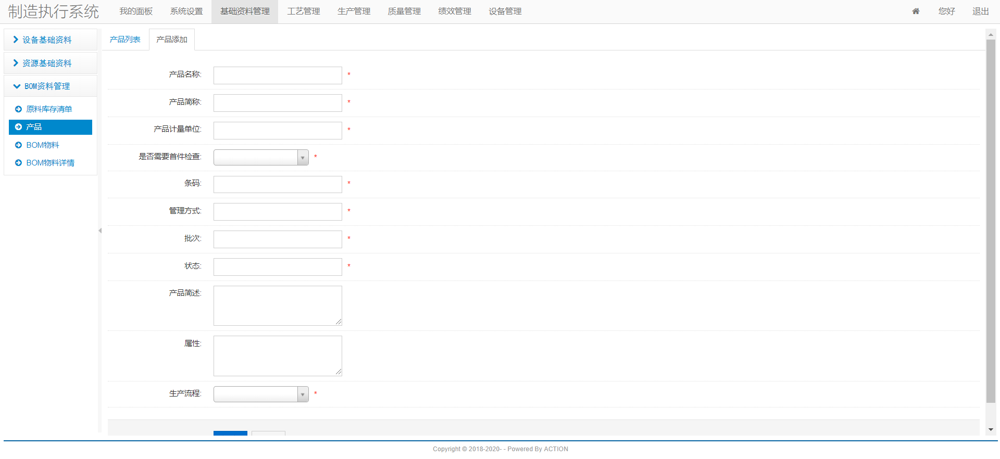 制造执行系统 我的面板 系统设置 基础资料管理 工艺管理 生产管理 质量管理 绩效管理 设备管理 您好 退出
设备基础资料
资源基础资料
BOM资料管理
原料库存清单
产品
BOM物料
BOM物料详情
产品列表 产品添加
产品名称: *
产品简称: *
产品计量单位: *
是否需要首件检查: *
条码: *
管理方式: *
批次: *
状态: *
产品简述:
属性:
生产流程: *
Copyright © 2018-2020- - Powered By ACTION